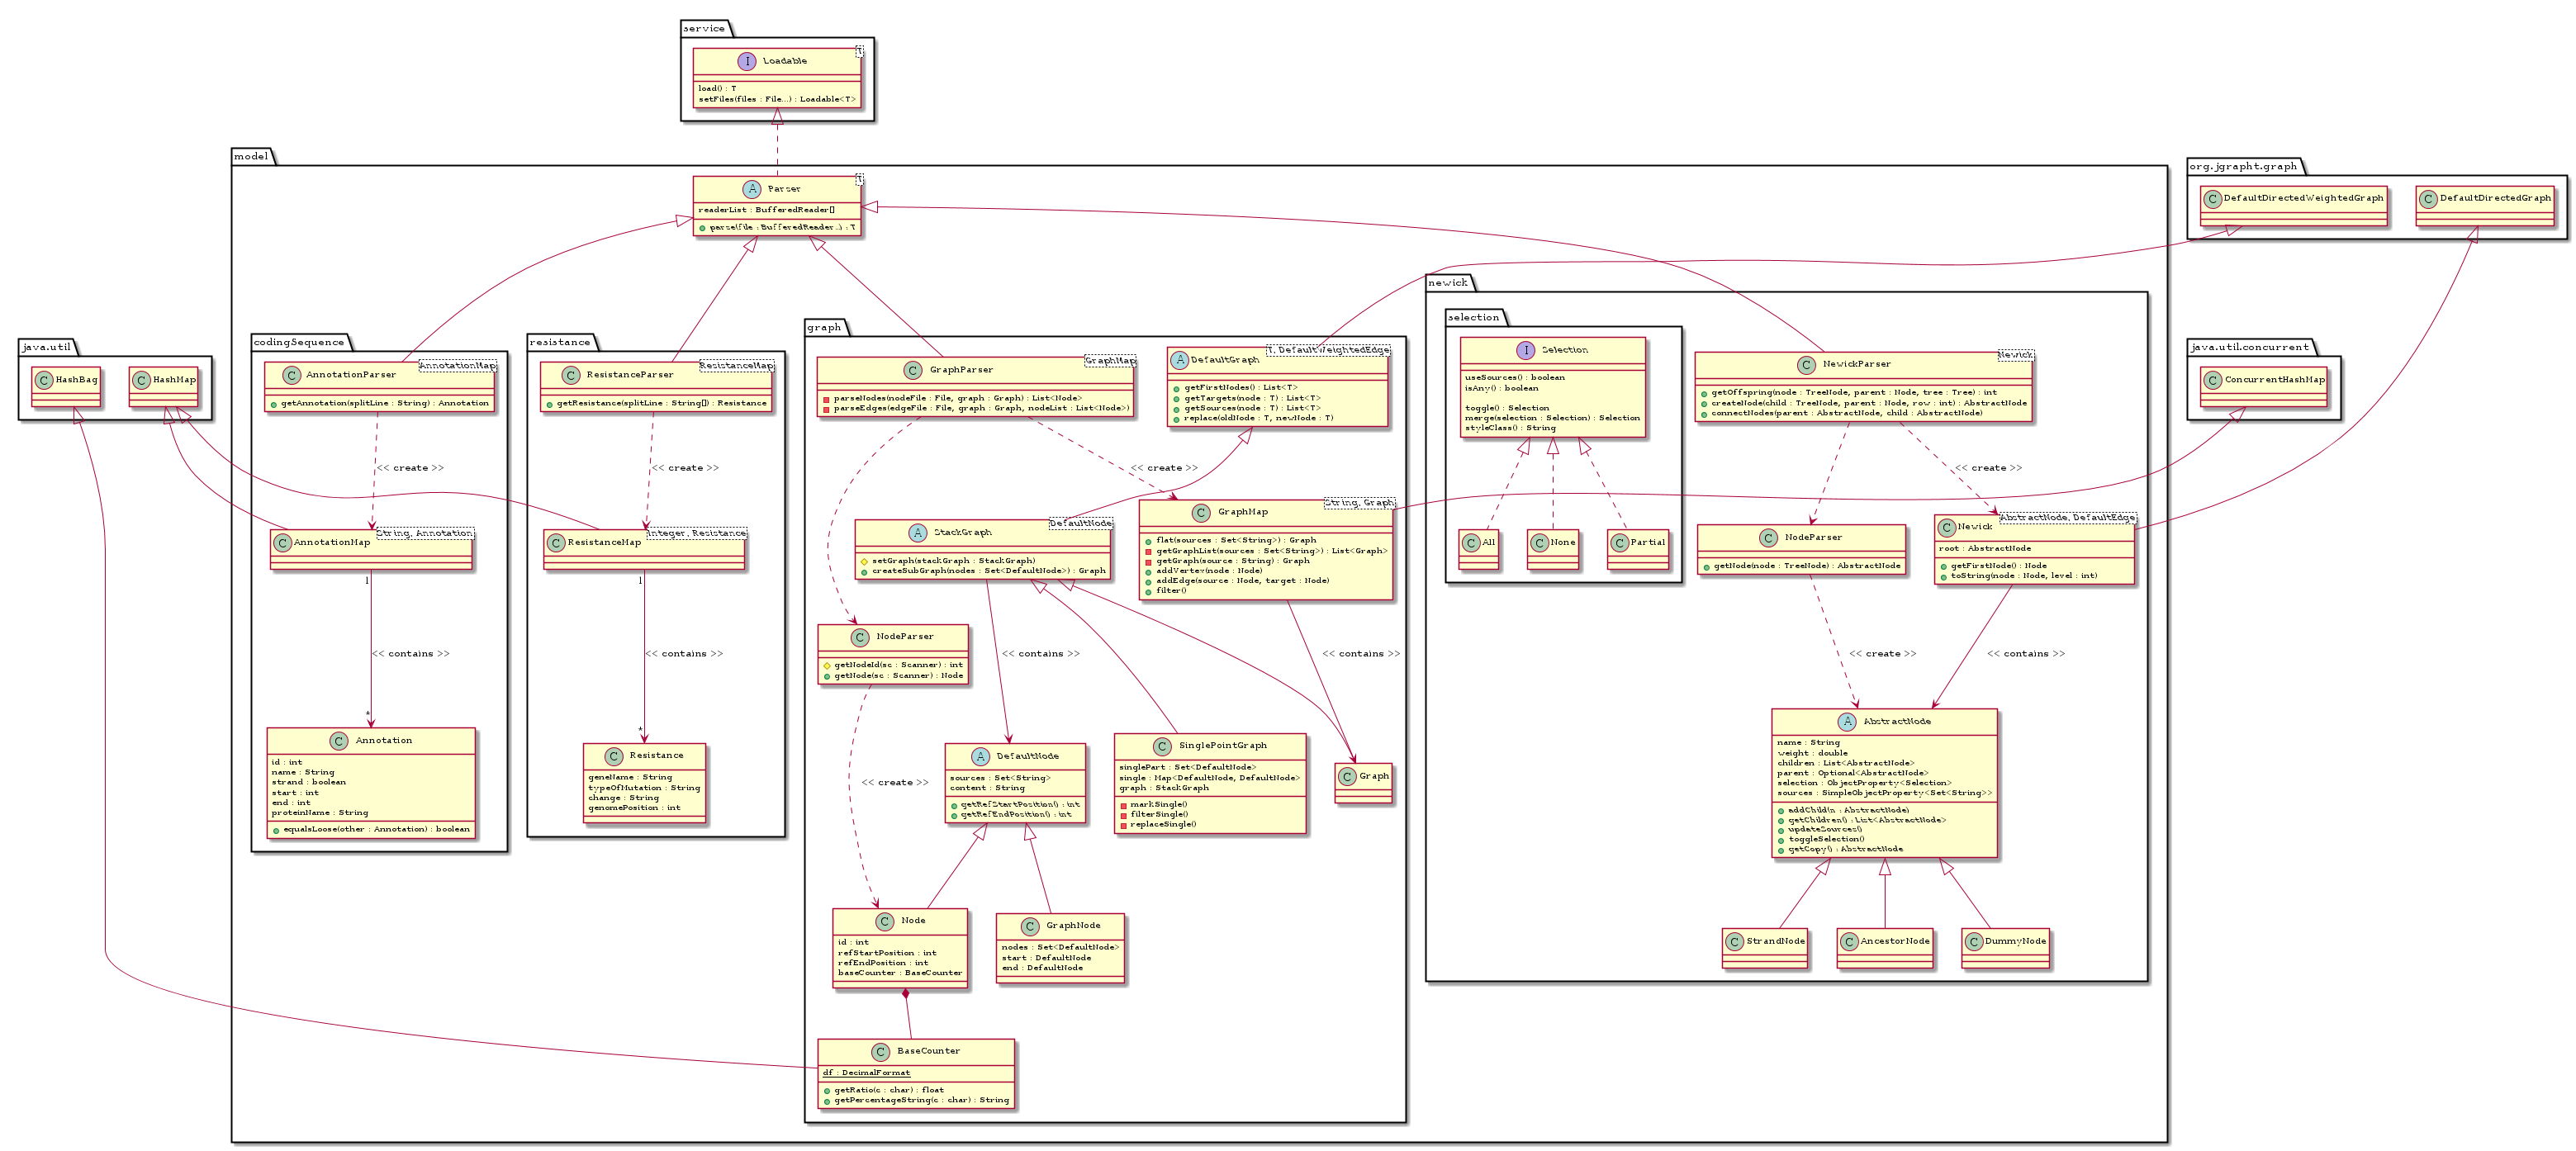 service
I Loadable
T
load() : T
setFiles(files : File...) : Loadable<T>
model
A Parser
T
readerList : BufferedReader[]
parse(file : BufferedReader..) : T
org.jgrapht.graph
C DefaultDirectedWeightedGraph
C DefaultDirectedGraph
java.util
C HashBag
C HashMap
java.util.concurrent
C ConcurrentHashMap
codingSequence
C AnnotationParser
AnnotationMap
getAnnotation(splitLine : String) : Annotation
<< create >>
C AnnotationMap
String, Annotation
1
<< contains >>
*
C Annotation
id : int
name : String
strand : boolean
start : int
end : int
proteinName : String
equalsLoose(other : Annotation) : boolean
resistance
C ResistanceParser
ResistanceMap
getResistance(splitLine : String[]) : Resistance
<< create >>
C ResistanceMap
Integer, Resistance
1
<< contains >>
*
C Resistance
geneName : String
typeOfMutation : String
change : String
genomePosition : int
graph
C GraphParser
GraphMap
parseNodes(nodeFile : File, graph : Graph) : List<Node>
parseEdges(edgeFile : File, graph : Graph, nodeList : List<Node>)
A DefaultGraph
T, DefaultWeightedEdge
getFirstNodes() : List<T>
getTargets(node : T) : List<T>
getSources(node : T) : List<T>
replace(oldNode : T, newNode : T)
<< create >>
A StackGraph
DefaultNode
setGraph(stackGraph : StackGraph)
createSubGraph(nodes : Set<DefaultNode>) : Graph
C GraphMap
String, Graph
flat(sources : Set<String>) : Graph
getGraphList(sources : Set<String>) : List<Graph>
getGraph(source : String) : Graph
addVertex(node : Node)
addEdge(source : Node, target : Node)
filter()
C NodeParser
getNodeId(sc : Scanner) : int
getNode(sc : Scanner) : Node
<< contains >>
<< contains >>
<< create >>
A DefaultNode
sources : Set<String>
content : String
getRefStartPosition() : int
getRefEndPosition() : int
C SinglePointGraph
singlePart : Set<DefaultNode>
single : Map<DefaultNode, DefaultNode>
graph : StackGraph
markSingle()
filterSingle()
replaceSingle()
C Graph
C Node
id : int
refStartPosition : int
refEndPosition : int
baseCounter : BaseCounter
C GraphNode
nodes : Set<DefaultNode>
start : DefaultNode
end : DefaultNode
C BaseCounter
df : DecimalFormat
getRatio(c : char) : float
getPercentageString(c : char) : String
newick
selection
I Selection
useSources() : boolean
isAny() : boolean
toggle() : Selection
merge(selection : Selection) : Selection
styleClass() : String
C All
C None
C Partial
C NewickParser
Newick
getOffspring(node : TreeNode, parent : Node, tree : Tree) : int
createNode(child : TreeNode, parent : Node, row : int) : AbstractNode
connectNodes(parent : AbstractNode, child : AbstractNode)
<< create >>
C NodeParser
getNode(node : TreeNode) : AbstractNode
C Newick
AbstractNode, DefaultEdge
root : AbstractNode
getFirstNode() : Node
toString(node : Node, level : int)
<< create >>
<< contains >>
A AbstractNode
name : String
weight : double
children : List<AbstractNode>
parent : Optional<AbstractNode>
selection : ObjectProperty<Selection>
sources : SimpleObjectProperty<Set<String>>
addChild(n : AbstractNode)
getChildren() : List<AbstractNode>
updateSources()
toggleSelection()
getCopy() : AbstractNode
C StrandNode
C AncestorNode
C DummyNode